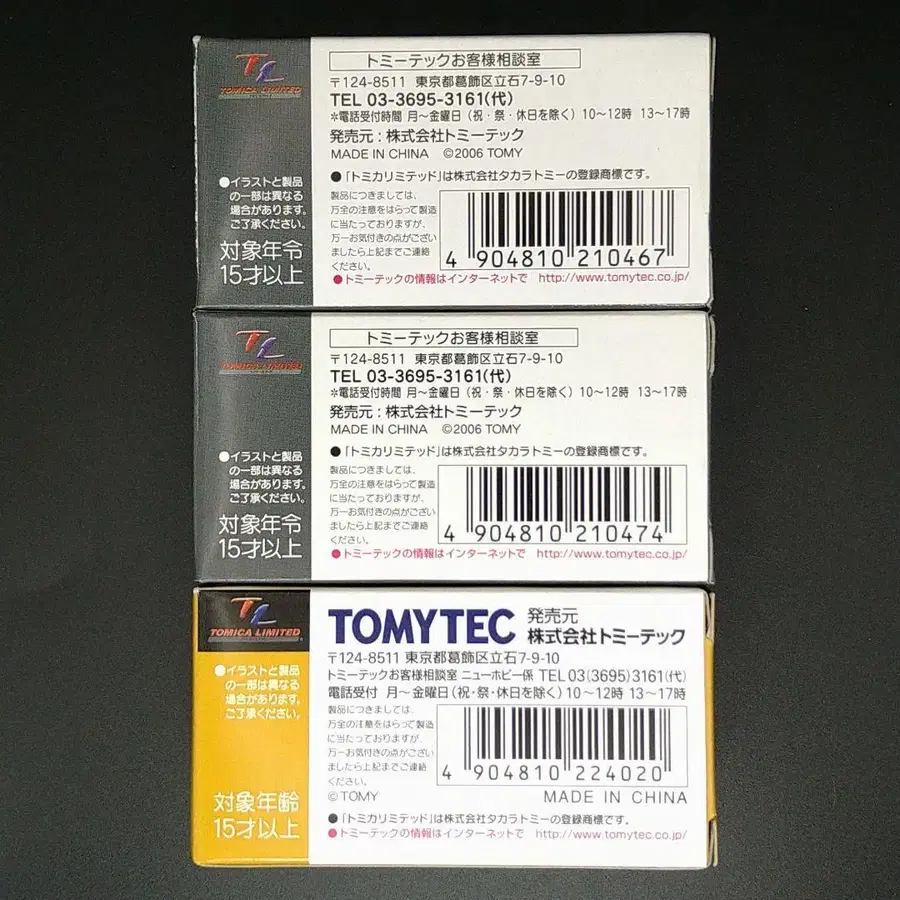 TL
TOMICA LIMITED
●イラストと製品
の一部は異なる
場合があります。
ご了承ください。
対象年令
15才以上
トミーテックお客様相談室
〒124-8511 東京都葛飾区立石7-9-10
TEL 03-3695-3161(代)
*電話受付時間 月〜金曜日(祝・祭・休日を除く) 10〜12時 13〜17時
発売元:株式会社トミーテック
MADE IN CHINA ©2006 TOMY
●「トミカリミテッド」は株式会社タカラトミーの登録商標です。
製品につきましては、
万全の注意をはらって製造
に当たっておりますが、
万一お気付きの点がござい
ましたら上記までご連絡
ください。
4 904810 210467
●トミーテックの情報はインターネットで http://www.tomytec.co.jp/
TL
TOMICA LIMITED
●イラストと製品
の一部は異なる
場合があります。
ご了承ください。
対象年令
15才以上
トミーテックお客様相談室
〒124-8511 東京都葛飾区立石7-9-10
TEL 03-3695-3161(代)
*電話受付時間 月〜金曜日(祝・祭・休日を除く) 10〜12時 13〜17時
発売元:株式会社トミーテック
MADE IN CHINA ©2006 TOMY
●「トミカリミテッド」は株式会社タカラトミーの登録商標です。
製品につきましては、
万全の注意をはらって製造
に当たっておりますが、
万一お気付きの点がござい
ましたら上記までご連絡
ください。
4 904810 210474
●トミーテックの情報はインターネットで http://www.tomytec.co.jp/
TL
TOMICA LIMITED
●イラストと製品
の一部は異なる
場合があります。
ご了承ください。
対象年齢
15才以上
TOMYTEC 発売元
株式会社トミーテック
〒124-8511 東京都葛飾区立石7-9-10
トミーテックお客様相談室 ニューホビー係 TEL 03(3695)3161(代)
電話受付 月〜金曜日(祝・祭・休日を除く) 10〜12時 13〜17時
製品につきましては、
万全の注意をはらって製造
に当たっておりますが、
万一お気付きの点がござい
ましたら上記までご連絡
ください。
4 904810 224020
©TOMY MADE IN CHINA
●「トミカリミテッド」は株式会社タカラトミーの登録商標です。
●トミーテックの情報はインターネットで http://www.tomytec.co.jp/